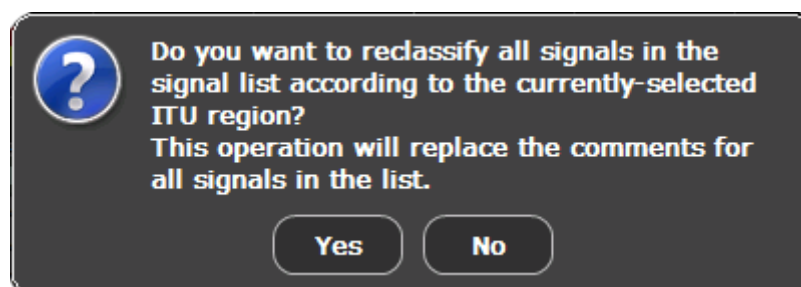 Do you want to reclassify all signals in the
signal list according to the currently-selected
ITU region?
This operation will replace the comments for
all signals in the list.
Yes No